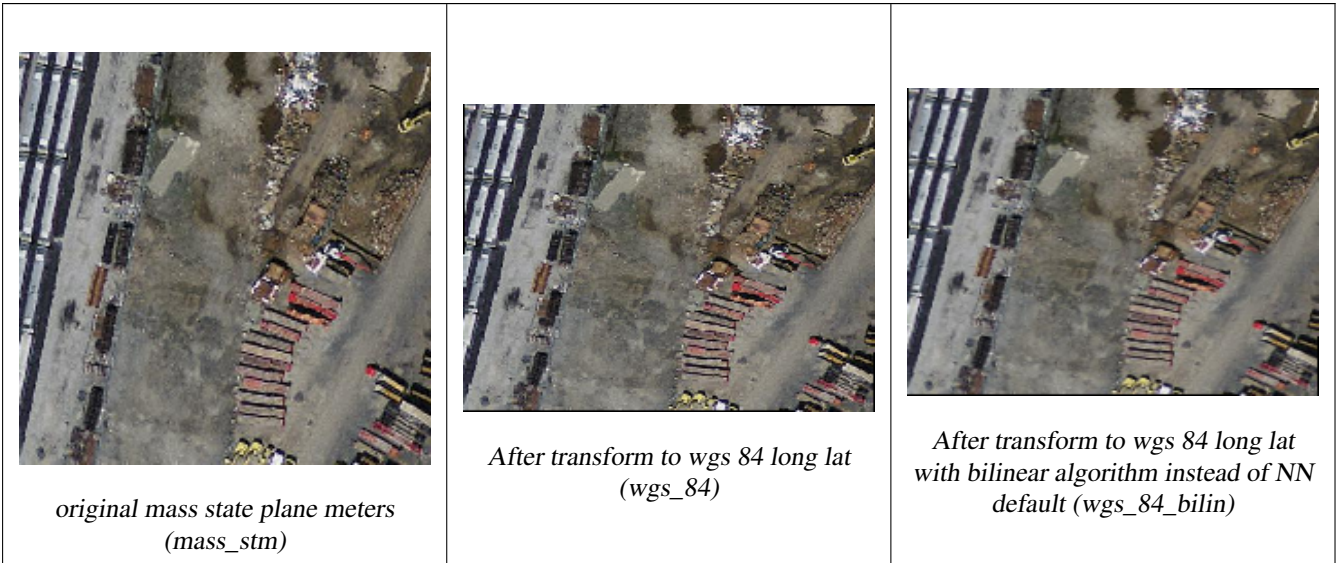 original mass state plane meters
(mass_stm)
After transform to wgs 84 long lat
(wgs_84)
After transform to wgs 84 long lat
with bilinear algorithm instead of NN
default (wgs_84_bilin)